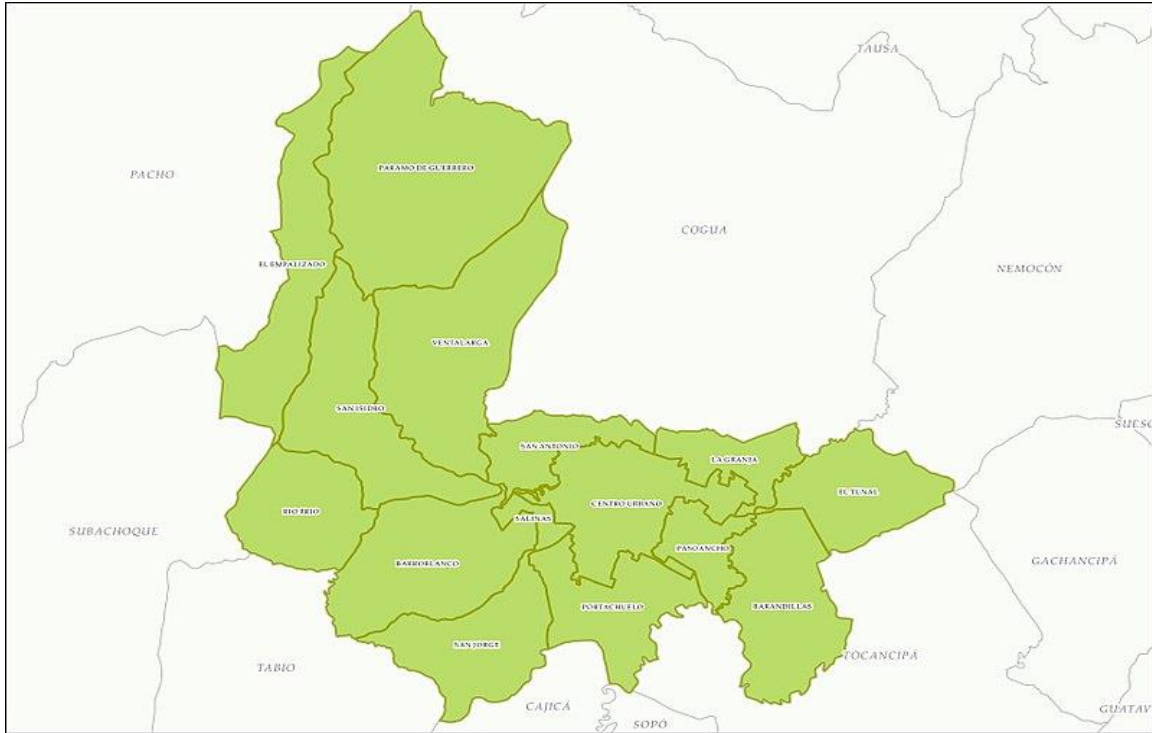 TAUSA
PARAMO DE GUERRERO
PACHO
COGUA
EL EMPALIZADO
NEMOCÓN
VENTALARGA
SAN ISIDRO
SUESC
SAN ANTONIO
LA GRANJA
EL TUNAL
RIO FRIO
CENTRO URBANO
SALINAS
SUBACHOQUE
PASOANCHO
BARROBLANCO
GACHANCIPÁ
PORTACHUELO
BARANDILLAS
SAN JORGE
TOCANCIPÁ
TABIO
CAJICÁ
GUATAV
SOPÓ